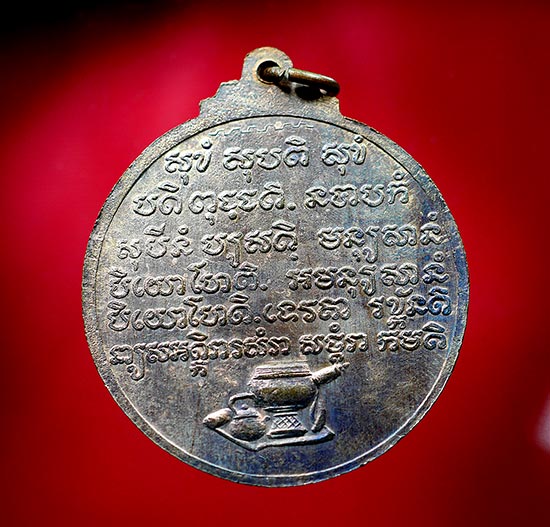 សុខំ សុបតិ សុខំ
បដិពុជ្ឈតិ. នបាបកំ
សុបិនំ បស្សតិ មនុស្សានំ
បិយោហោតិ. អមនុស្សានំ
បិយោហោតិ. ទេវតា រក្ខន្តិ
នាស្សអគ្គិវាវិសំវា សត្ថំវា កមតិ